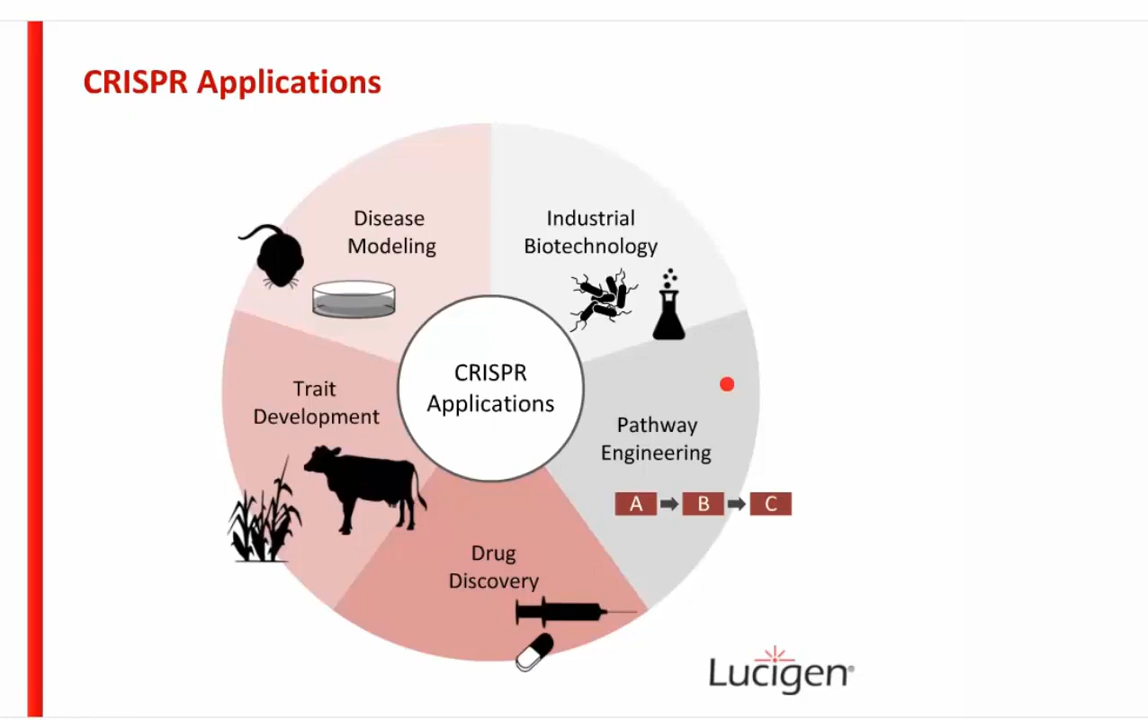 CRISPR Applications
Disease
Modeling
Industrial
Biotechnology
CRISPR
Applications
Trait
Development
Pathway
Engineering
A B C
Drug
Discovery
Lucigen®